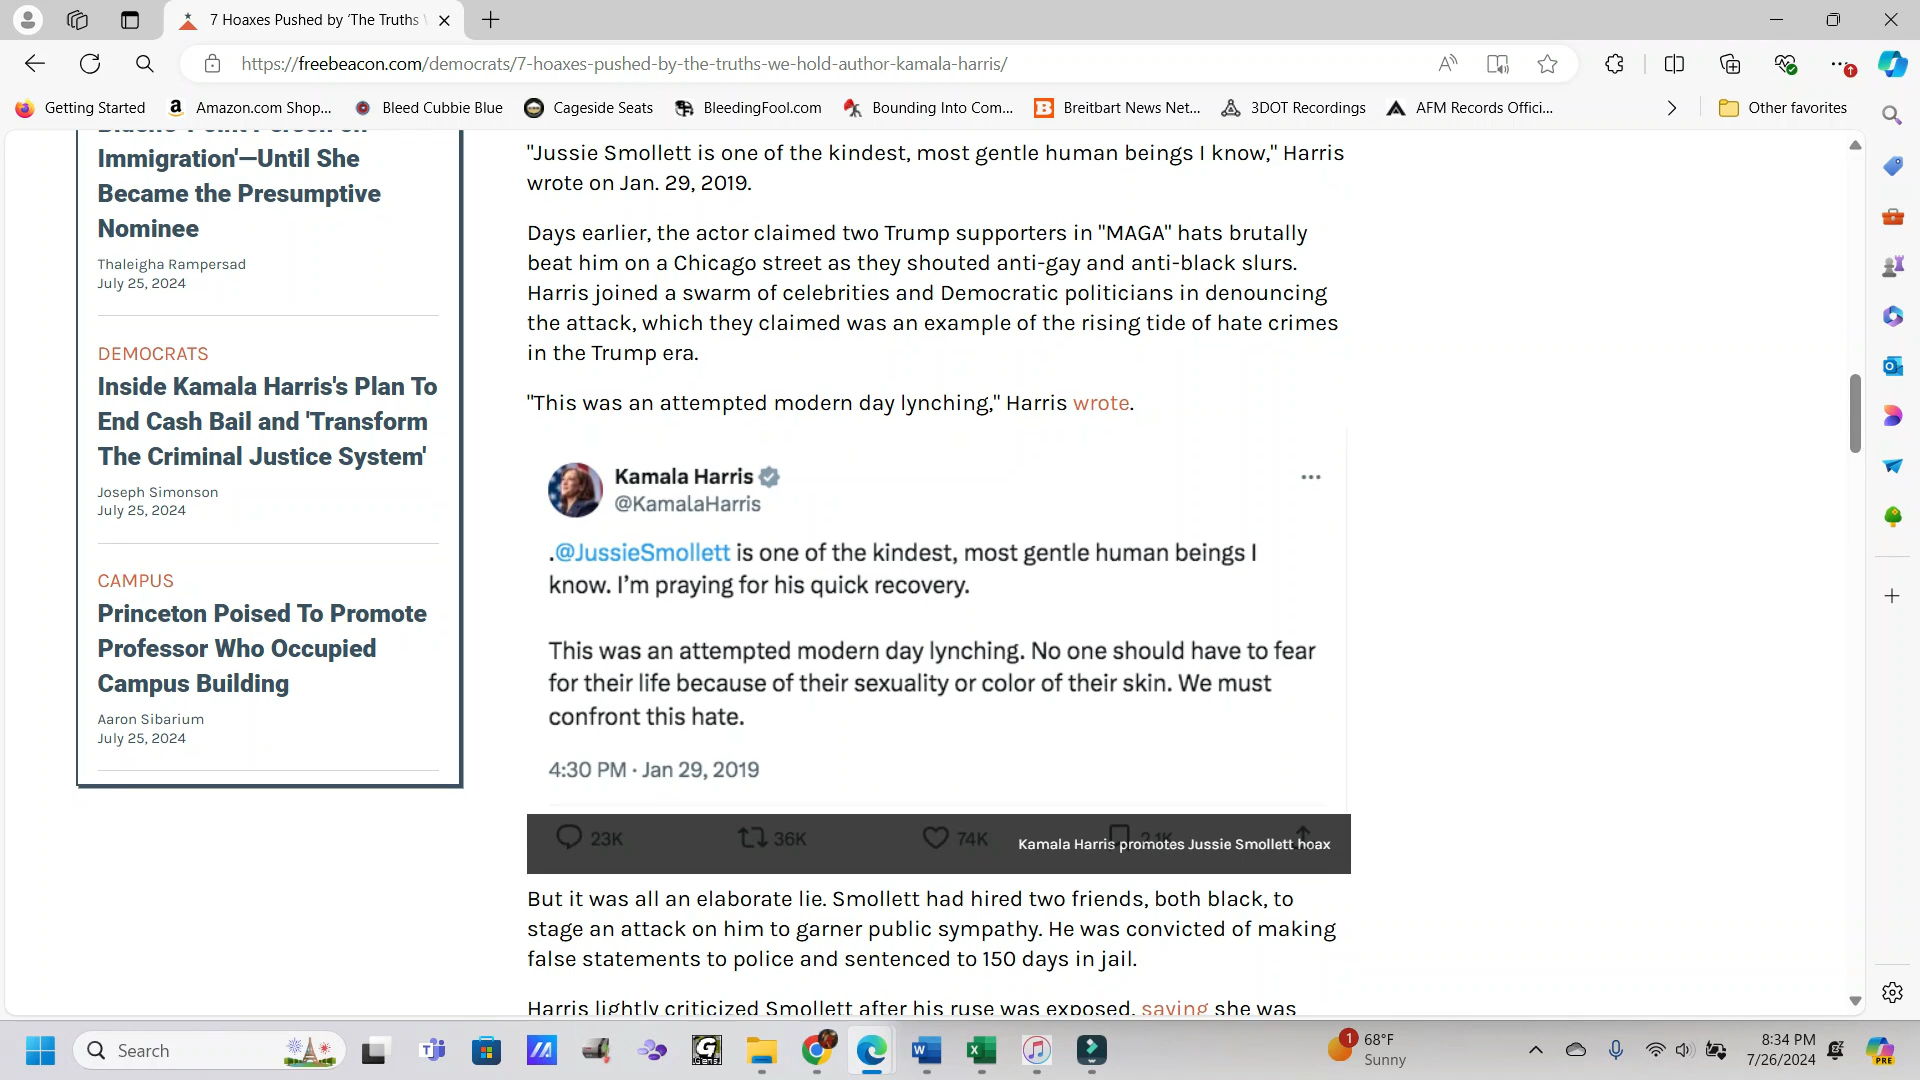 7 Hoaxes Pushed by 'The Truths
https://freebeacon.com/democrats/7-hoaxes-pushed-by-the-truths-we-hold-author-kamala-harris/
Getting Started
Amazon.com Shop...
Bleed Cubbie Blue
Cageside Seats
BleedingFool.com
Bounding Into Com...
Breitbart News Net...
3DOT Recordings
AFM Records Offici...
Other favorites
Immigration'—Until She
Became the Presumptive
Nominee
Thaleigha Rampersad
July 25, 2024
DEMOCRATS
Inside Kamala Harris's Plan To
End Cash Bail and 'Transform
The Criminal Justice System'
Joseph Simonson
July 25, 2024
CAMPUS
Princeton Poised To Promote
Professor Who Occupied
Campus Building
Aaron Sibarium
July 25, 2024
"Jussie Smollett is one of the kindest, most gentle human beings I know," Harris
wrote on Jan. 29, 2019.
Days earlier, the actor claimed two Trump supporters in "MAGA" hats brutally
beat him on a Chicago street as they shouted anti-gay and anti-black slurs.
Harris joined a swarm of celebrities and Democratic politicians in denouncing
the attack, which they claimed was an example of the rising tide of hate crimes
in the Trump era.
"This was an attempted modern day lynching," Harris wrote.
Kamala Harris
@KamalaHarris
.@JussieSmollett is one of the kindest, most gentle human beings I
know. I'm praying for his quick recovery.
This was an attempted modern day lynching. No one should have to fear
for their life because of their sexuality or color of their skin. We must
confront this hate.
4:30 PM · Jan 29, 2019
23K
36K
74K
2.1K
Kamala Harris promotes Jussie Smollett hoax
But it was all an elaborate lie. Smollett had hired two friends, both black, to
stage an attack on him to garner public sympathy. He was convicted of making
false statements to police and sentenced to 150 days in jail.
Harris lightly criticized Smollett after his ruse was exposed, saying she was
Search
1
68°F
Sunny
8:34 PM
7/26/2024
PRE